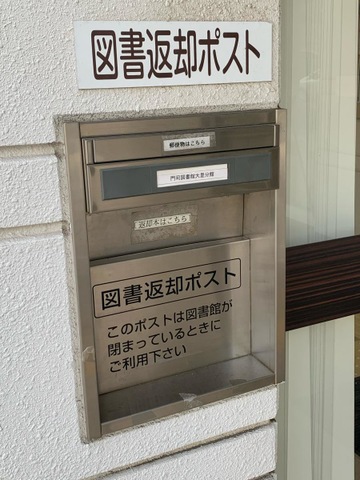 図書返却ポスト
郵便物はこちら
門司図書館大里分館
返却本はこちら
図書返却ポスト
このポストは図書館が
閉まっているときに
ご利用下さい